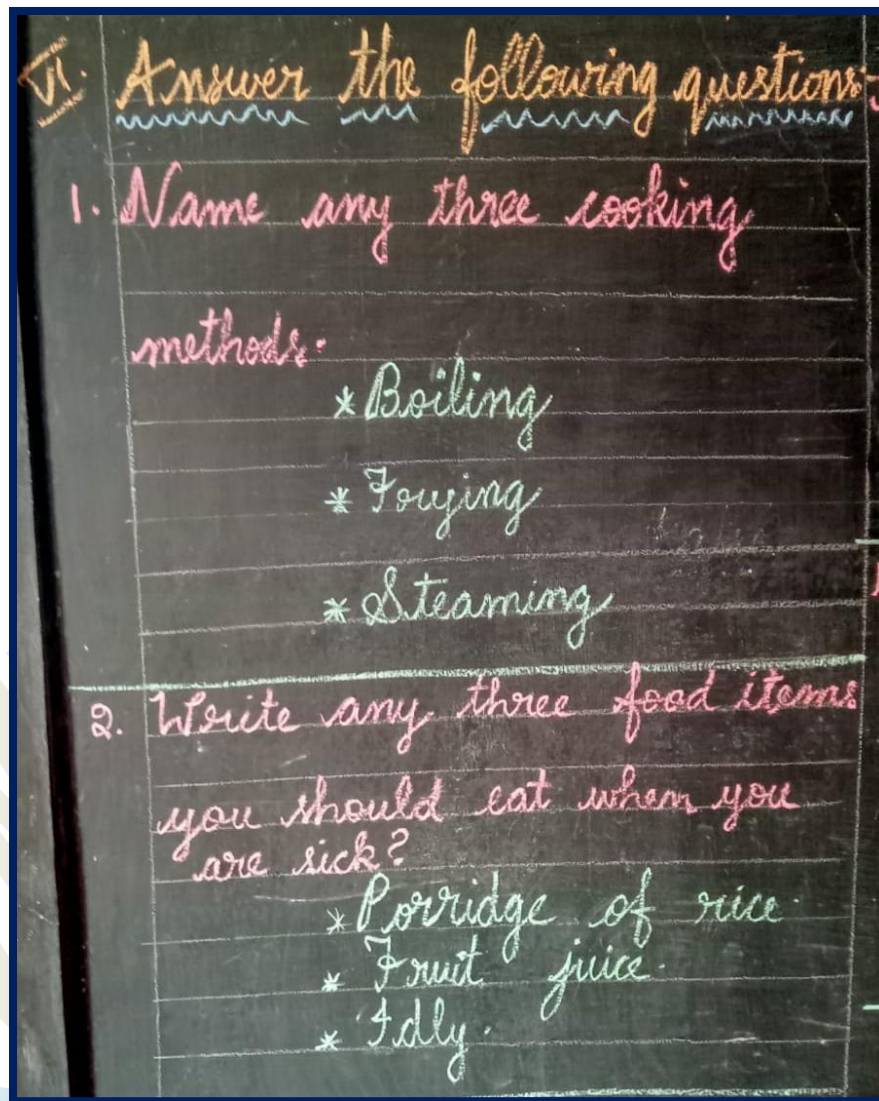 VI. Answer the following questions:-
1. Name any three cooking
methods.
* Boiling
* Frying
* Steaming
2. Write any three food items
you should eat when you
are sick?
* Porridge of rice.
* Fruit juice.
* Idly.